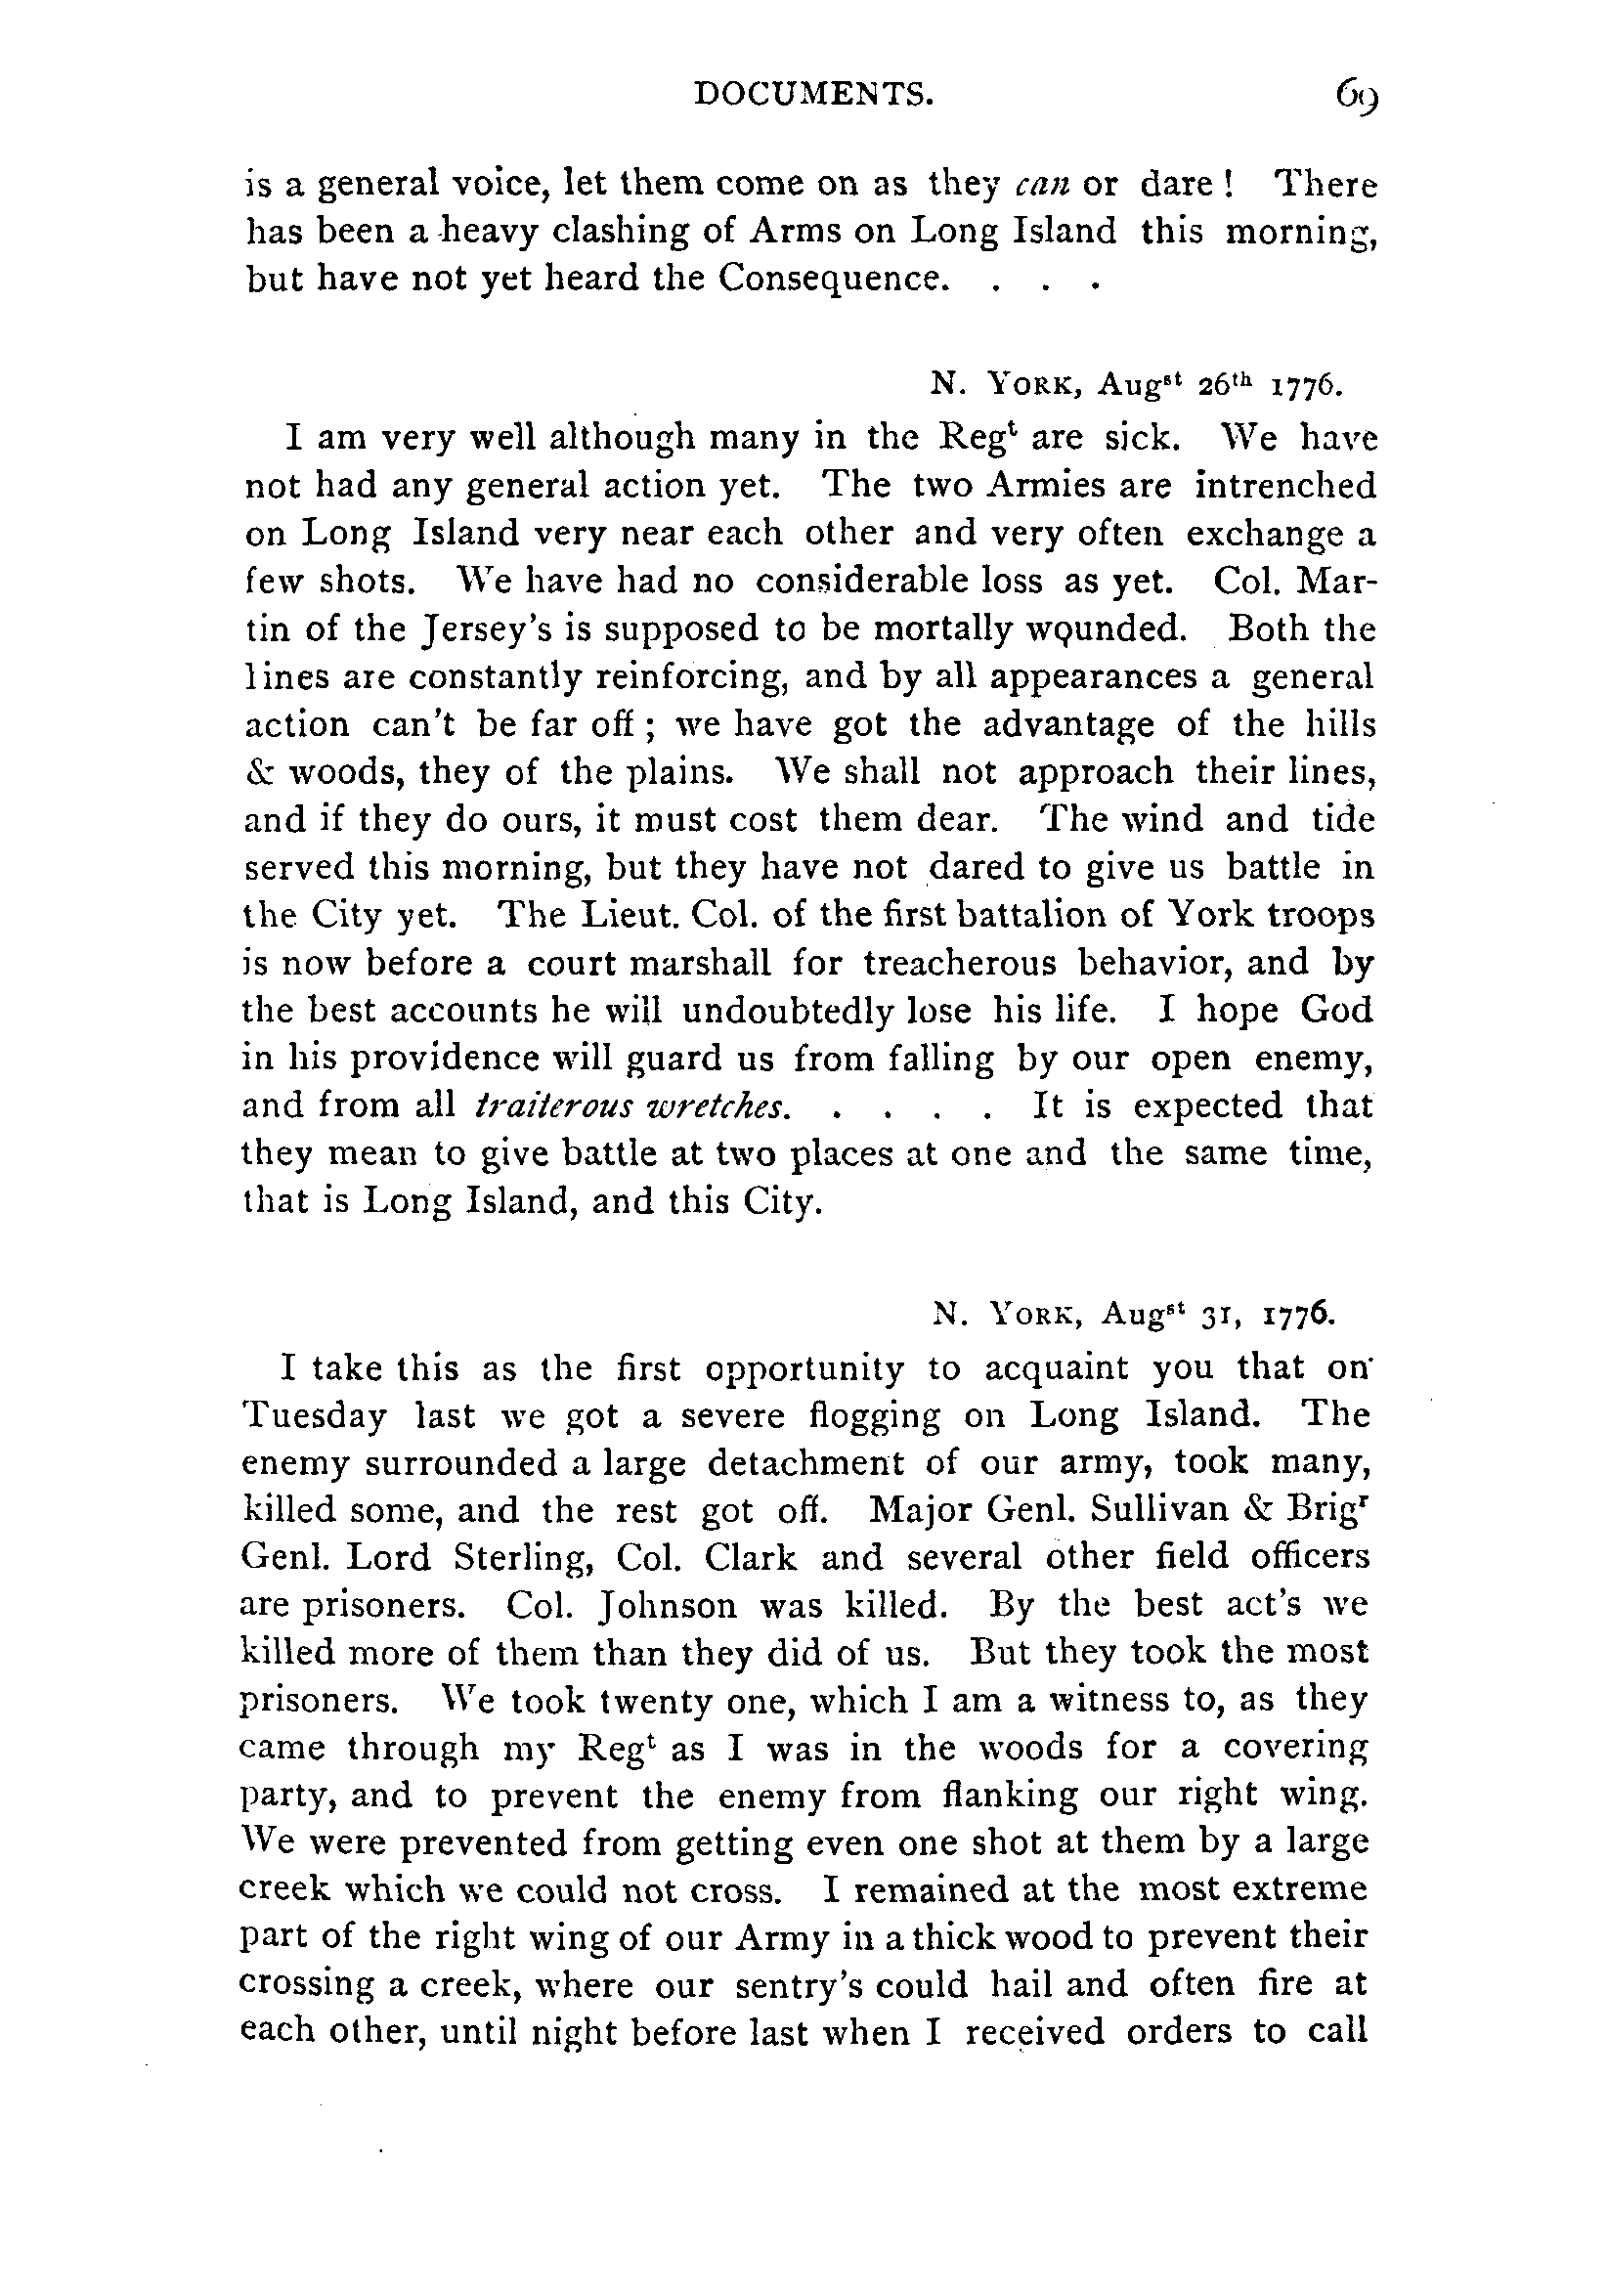 DOCUMENTS. 69
is a general voice, let them come on as they can or dare ! There
has been a heavy clashing of Arms on Long Island this morning,
but have not yet heard the Consequence. . . .
N. YORK, Augst 26th 1776.
I am very well although many in the Regt are sick. We have
not had any general action yet. The two Armies are intrenched
on Long Island very near each other and very often exchange a
few shots. We have had no considerable loss as yet. Col. Mar-
tin of the Jersey's is supposed to be mortally wounded. Both the
lines are constantly reinforcing, and by all appearances a general
action can't be far off ; we have got the advantage of the hills
& woods, they of the plains. We shall not approach their lines,
and if they do ours, it must cost them dear. The wind and tide
served this morning, but they have not dared to give us battle in
the City yet. The Lieut. Col. of the first battalion of York troops
is now before a court marshall for treacherous behavior, and by
the best accounts he will undoubtedly lose his life. I hope God
in his providence will guard us from falling by our open enemy,
and from all traiterous wretches. . . . . It is expected that
they mean to give battle at two places at one and the same time,
that is Long Island, and this City.
N. YORK, Augst 31, 1776.
I take this as the first opportunity to acquaint you that on
Tuesday last we got a severe flogging on Long Island. The
enemy surrounded a large detachment of our army, took many,
killed some, and the rest got off. Major Genl. Sullivan & Brigr
Genl. Lord Sterling, Col. Clark and several other field officers
are prisoners. Col. Johnson was killed. By the best act's we
killed more of them than they did of us. But they took the most
prisoners. We took twenty one, which I am a witness to, as they
came through my Regt as I was in the woods for a covering
party, and to prevent the enemy from flanking our right wing.
We were prevented from getting even one shot at them by a large
creek which we could not cross. I remained at the most extreme
part of the right wing of our Army in a thick wood to prevent their
crossing a creek, where our sentry's could hail and often fire at
each other, until night before last when I received orders to call